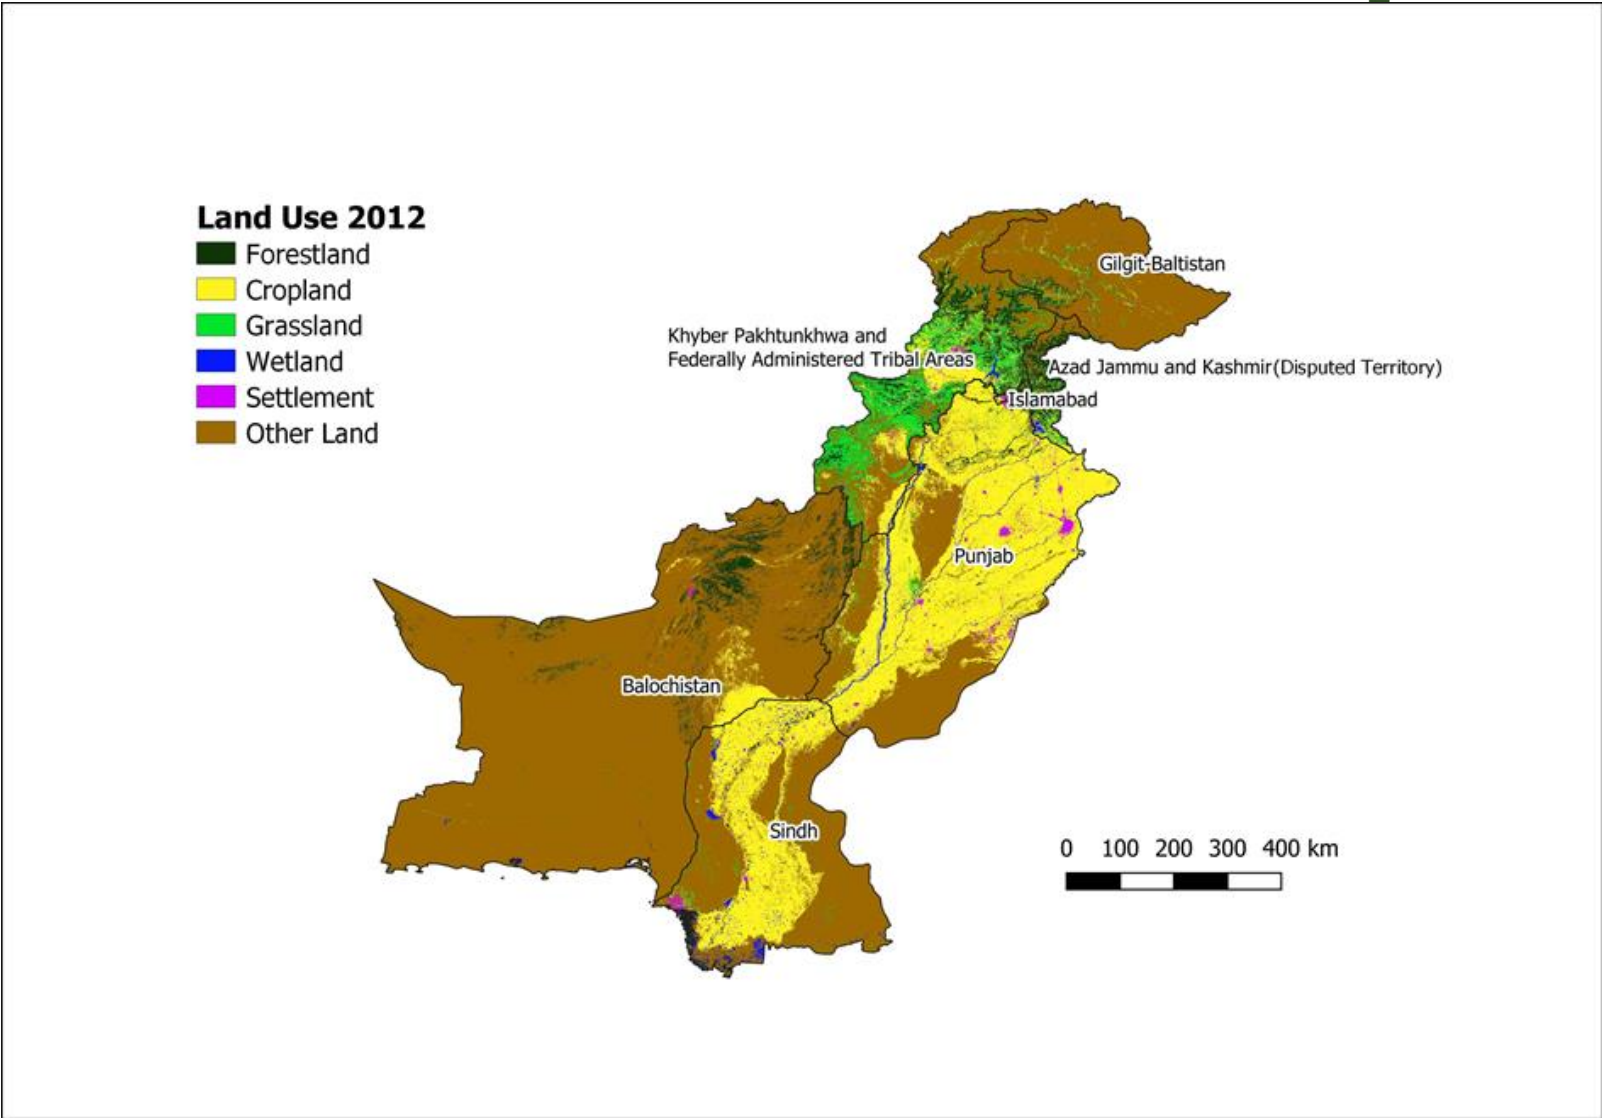 Land Use 2012
Forestland
Cropland
Grassland
Wetland
Settlement
Other Land
Gilgit-Baltistan
Khyber Pakhtunkhwa and
Federally Administered Tribal Areas
Azad Jammu and Kashmir(Disputed Territory)
Islamabad
Punjab
Balochistan
Sindh
0 100 200 300 400 km